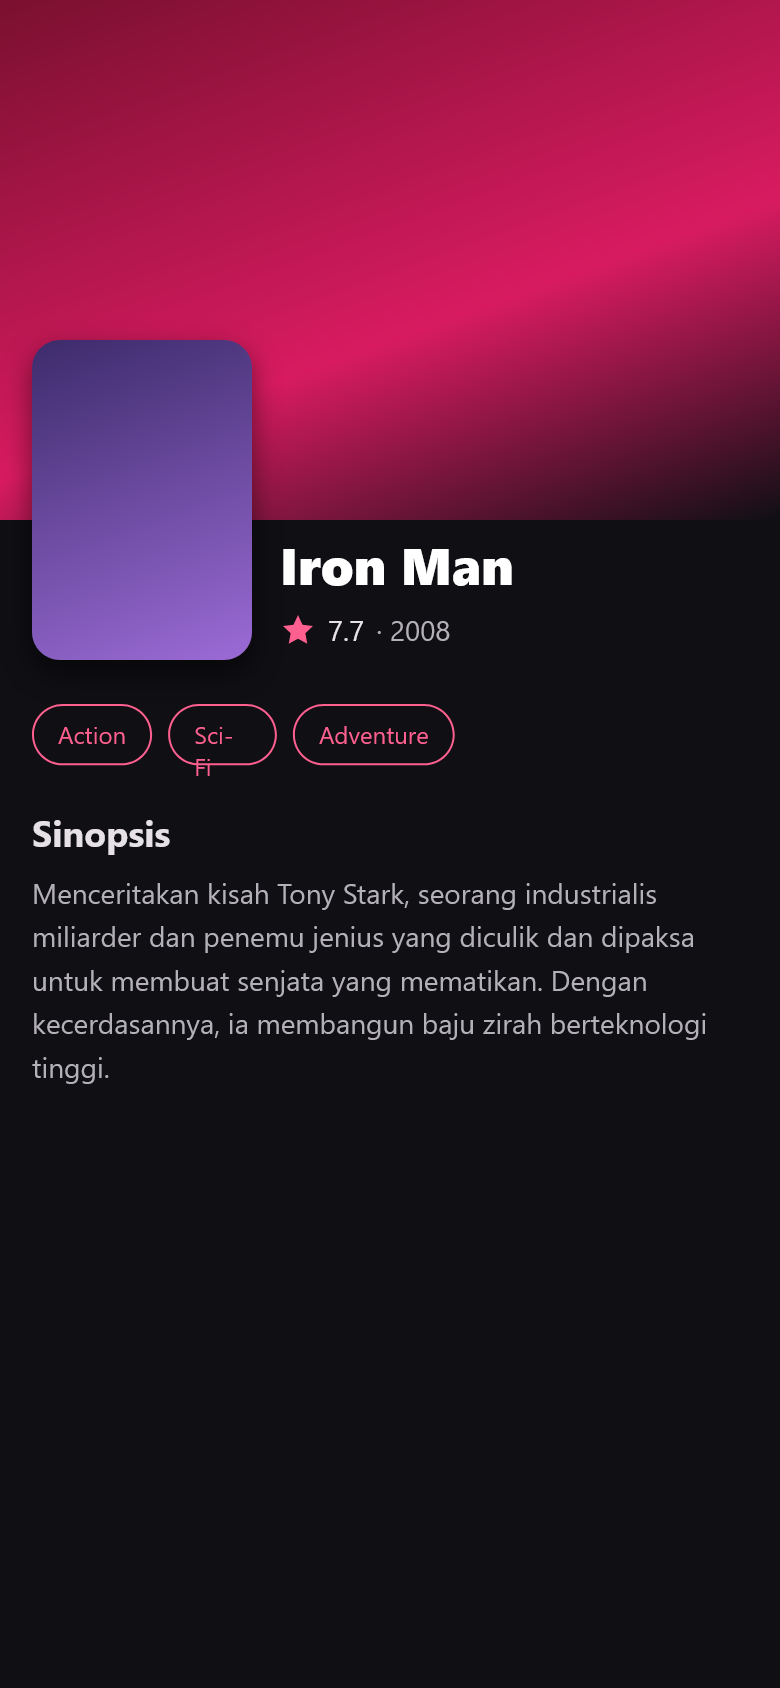 Iron Man
7.7 · 2008
Action
Sci-
Fi
Adventure
Sinopsis
Menceritakan kisah Tony Stark, seorang industrialis
miliarder dan penemu jenius yang diculik dan dipaksa
untuk membuat senjata yang mematikan. Dengan
kecerdasannya, ia membangun baju zirah berteknologi
tinggi.